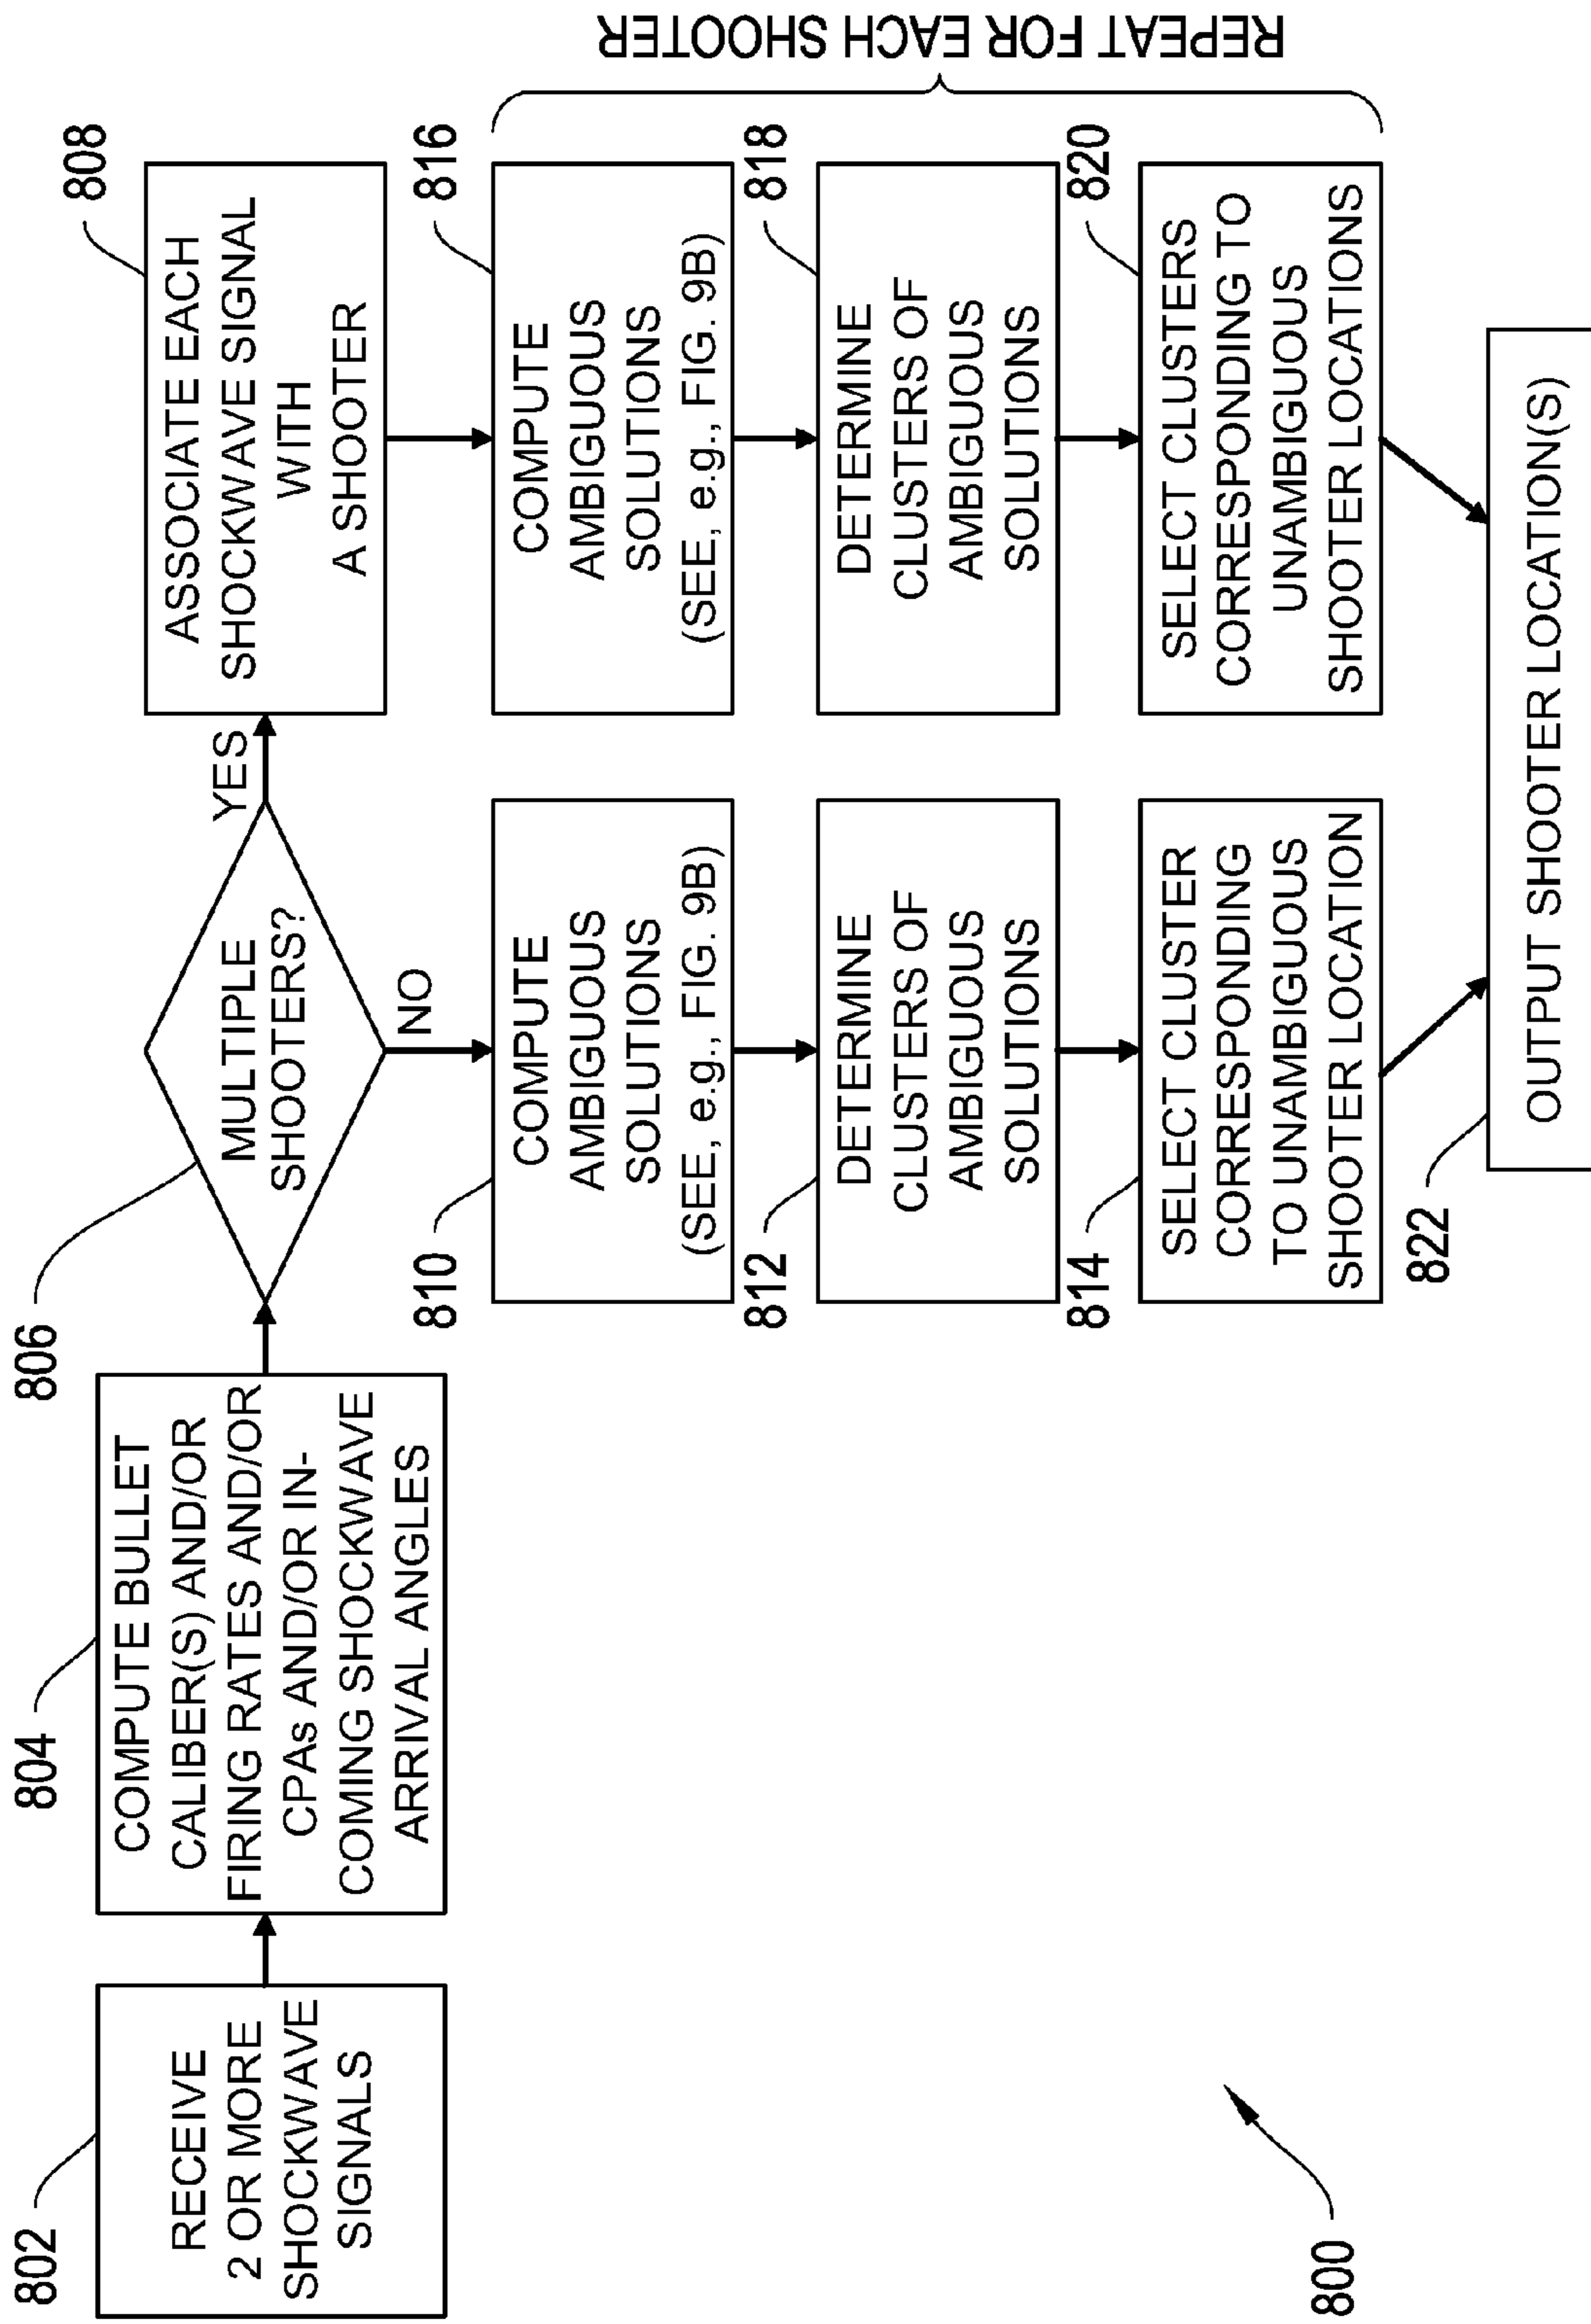 802
RECEIVE
2 OR MORE
SHOCKWAVE
SIGNALS
804
COMPUTE BULLET
CALIBER(S) AND/OR
FIRING RATES AND/OR
CPAs AND/OR IN-
COMING SHOCKWAVE
ARRIVAL ANGLES
806
MULTIPLE
SHOOTERS?
YES
NO
808
ASSOCIATE EACH
SHOCKWAVE SIGNAL
WITH
A SHOOTER
810
COMPUTE
AMBIGUOUS
SOLUTIONS
(SEE, e.g., FIG. 9B)
812
DETERMINE
CLUSTERS OF
AMBIGUOUS
SOLUTIONS
814
SELECT CLUSTER
CORRESPONDING
TO UNAMBIGUOUS
SHOOTER LOCATION
816
COMPUTE
AMBIGUOUS
SOLUTIONS
(SEE, e.g., FIG. 9B)
818
DETERMINE
CLUSTERS OF
AMBIGUOUS
SOLUTIONS
820
SELECT CLUSTERS
CORRESPONDING TO
UNAMBIGUOUS
SHOOTER LOCATIONS
REPEAT FOR EACH SHOOTER
822
OUTPUT SHOOTER LOCATION(S)
800